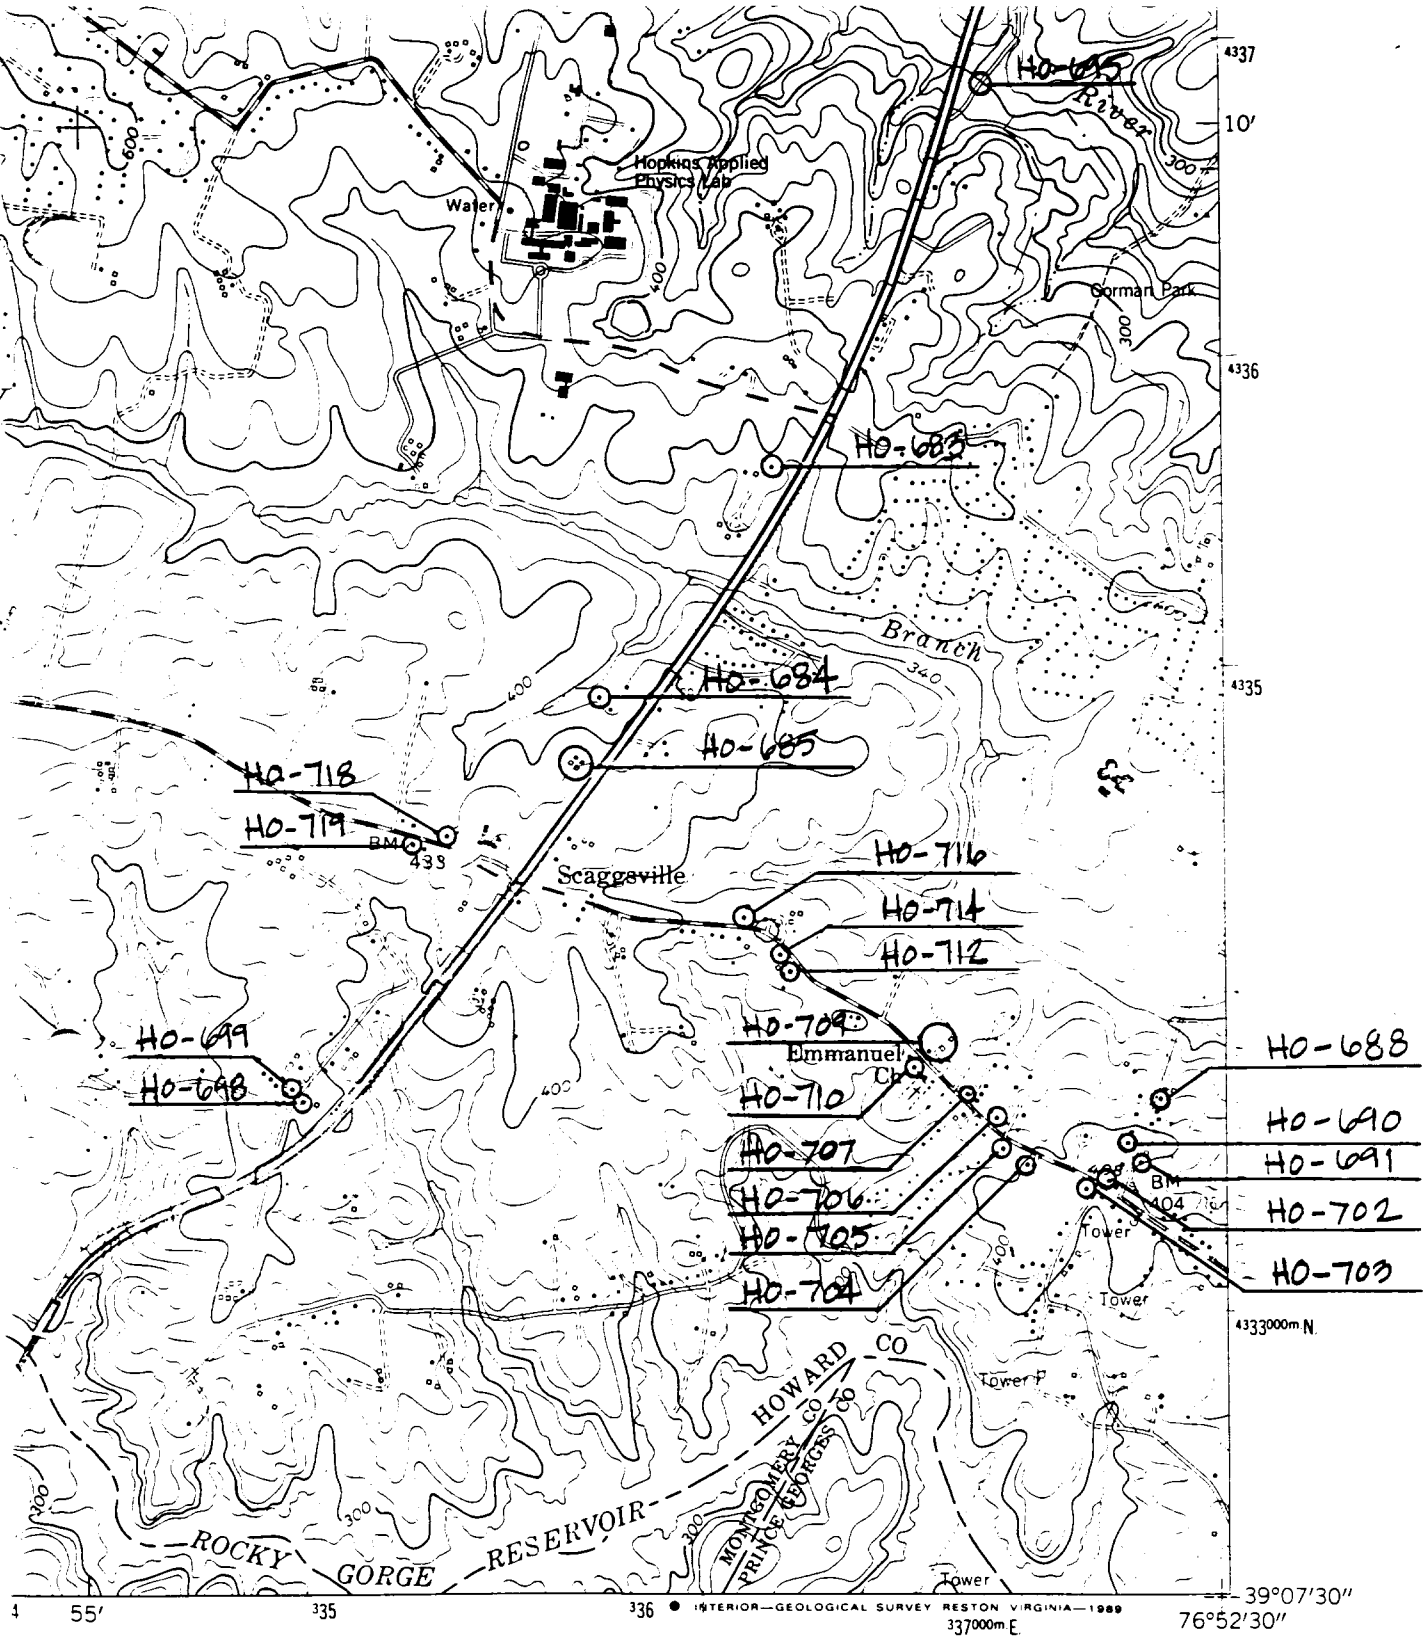 4337
HO-695
River
10'
600
300
Hopkins Applied
Physics Lab
Water
400
Gorman Park
300
4336
HO-683
Branch
340
400
4335
HO-684
HO-685
HO-718
HO-719
BM
433
Scaggsville
HO-716
HO-714
HO-712
HO-699
HO-698
400
HO-709
Emmanuel
Ch
HO-710
HO-707
HO-706
HO-705
HO-704
HO-688
HO-690
HO-691
BM
404
HO-702
Tower
HO-703
400
Tower
4333000m.N.
Tower
HOWARD CO
MONTGOMERY CO
PRINCE GEORGES CO
300
300
300
ROCKY GORGE RESERVOIR
Tower
39°07'30"
4
55'
335
336
INTERIOR—GEOLOGICAL SURVEY RESTON VIRGINIA—1989
337000m.E.
76°52'30"